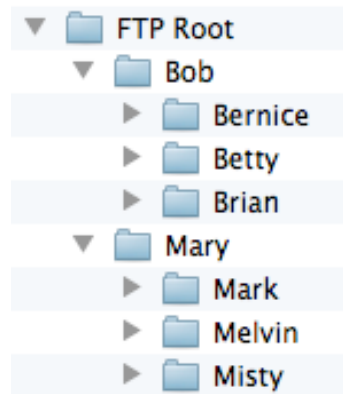 FTP Root
Bob
Bernice
Betty
Brian
Mary
Mark
Melvin
Misty